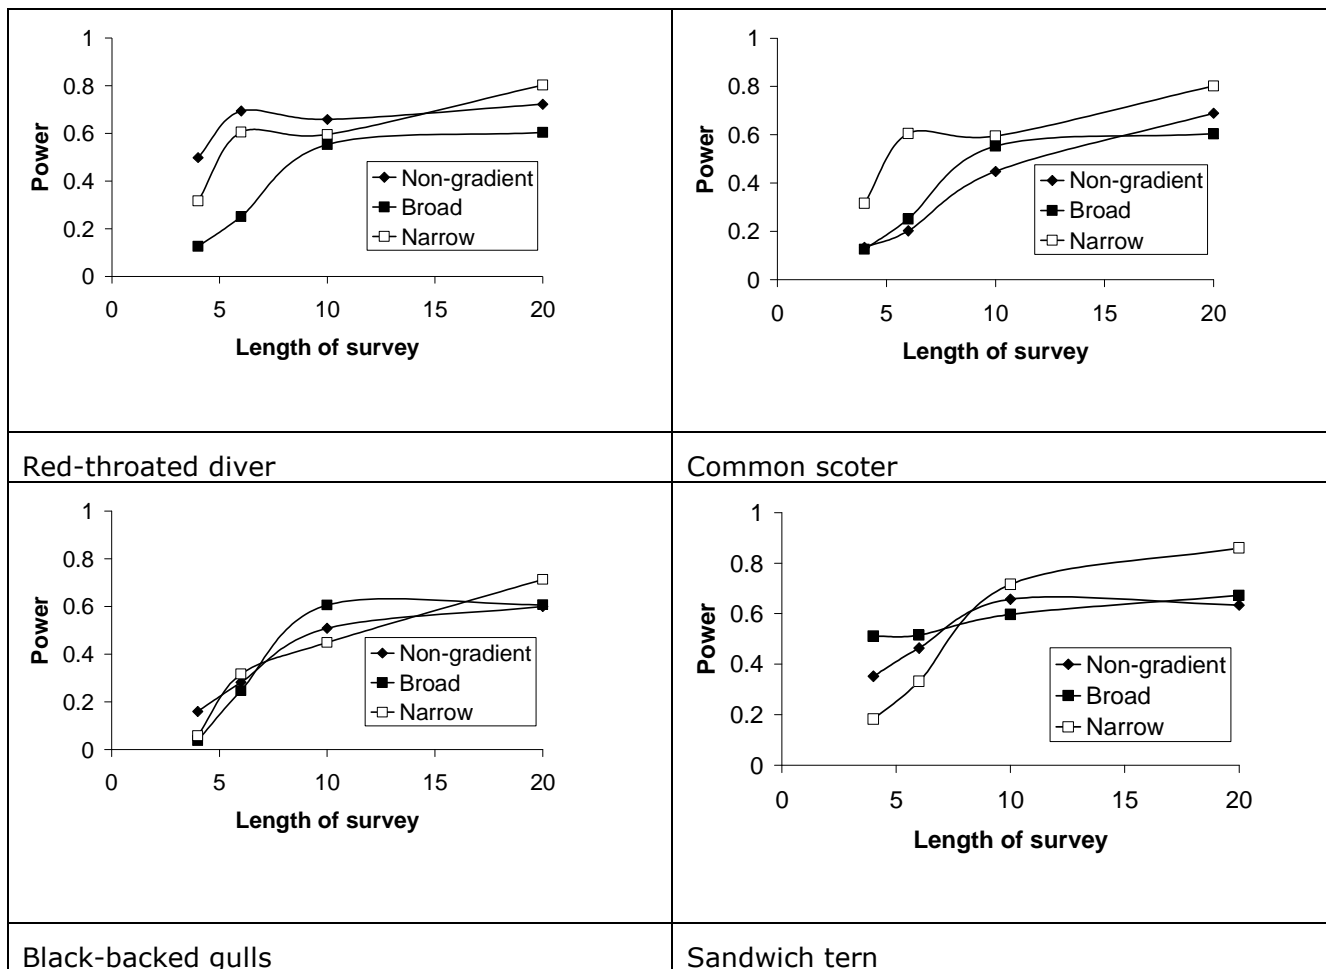 1
0.8
0.6
0.4
0.2
0
Power
0 5 10 15 20
Length of survey
Non-gradient
Broad
Narrow
Red-throated diver
1
0.8
0.6
0.4
0.2
0
Power
0 5 10 15 20
Length of survey
Non-gradient
Broad
Narrow
Common scoter
1
0.8
0.6
0.4
0.2
0
Power
0 5 10 15 20
Length of survey
Non-gradient
Broad
Narrow
Black-backed gulls
1
0.8
0.6
0.4
0.2
0
Power
0 5 10 15 20
Length of survey
Non-gradient
Broad
Narrow
Sandwich tern